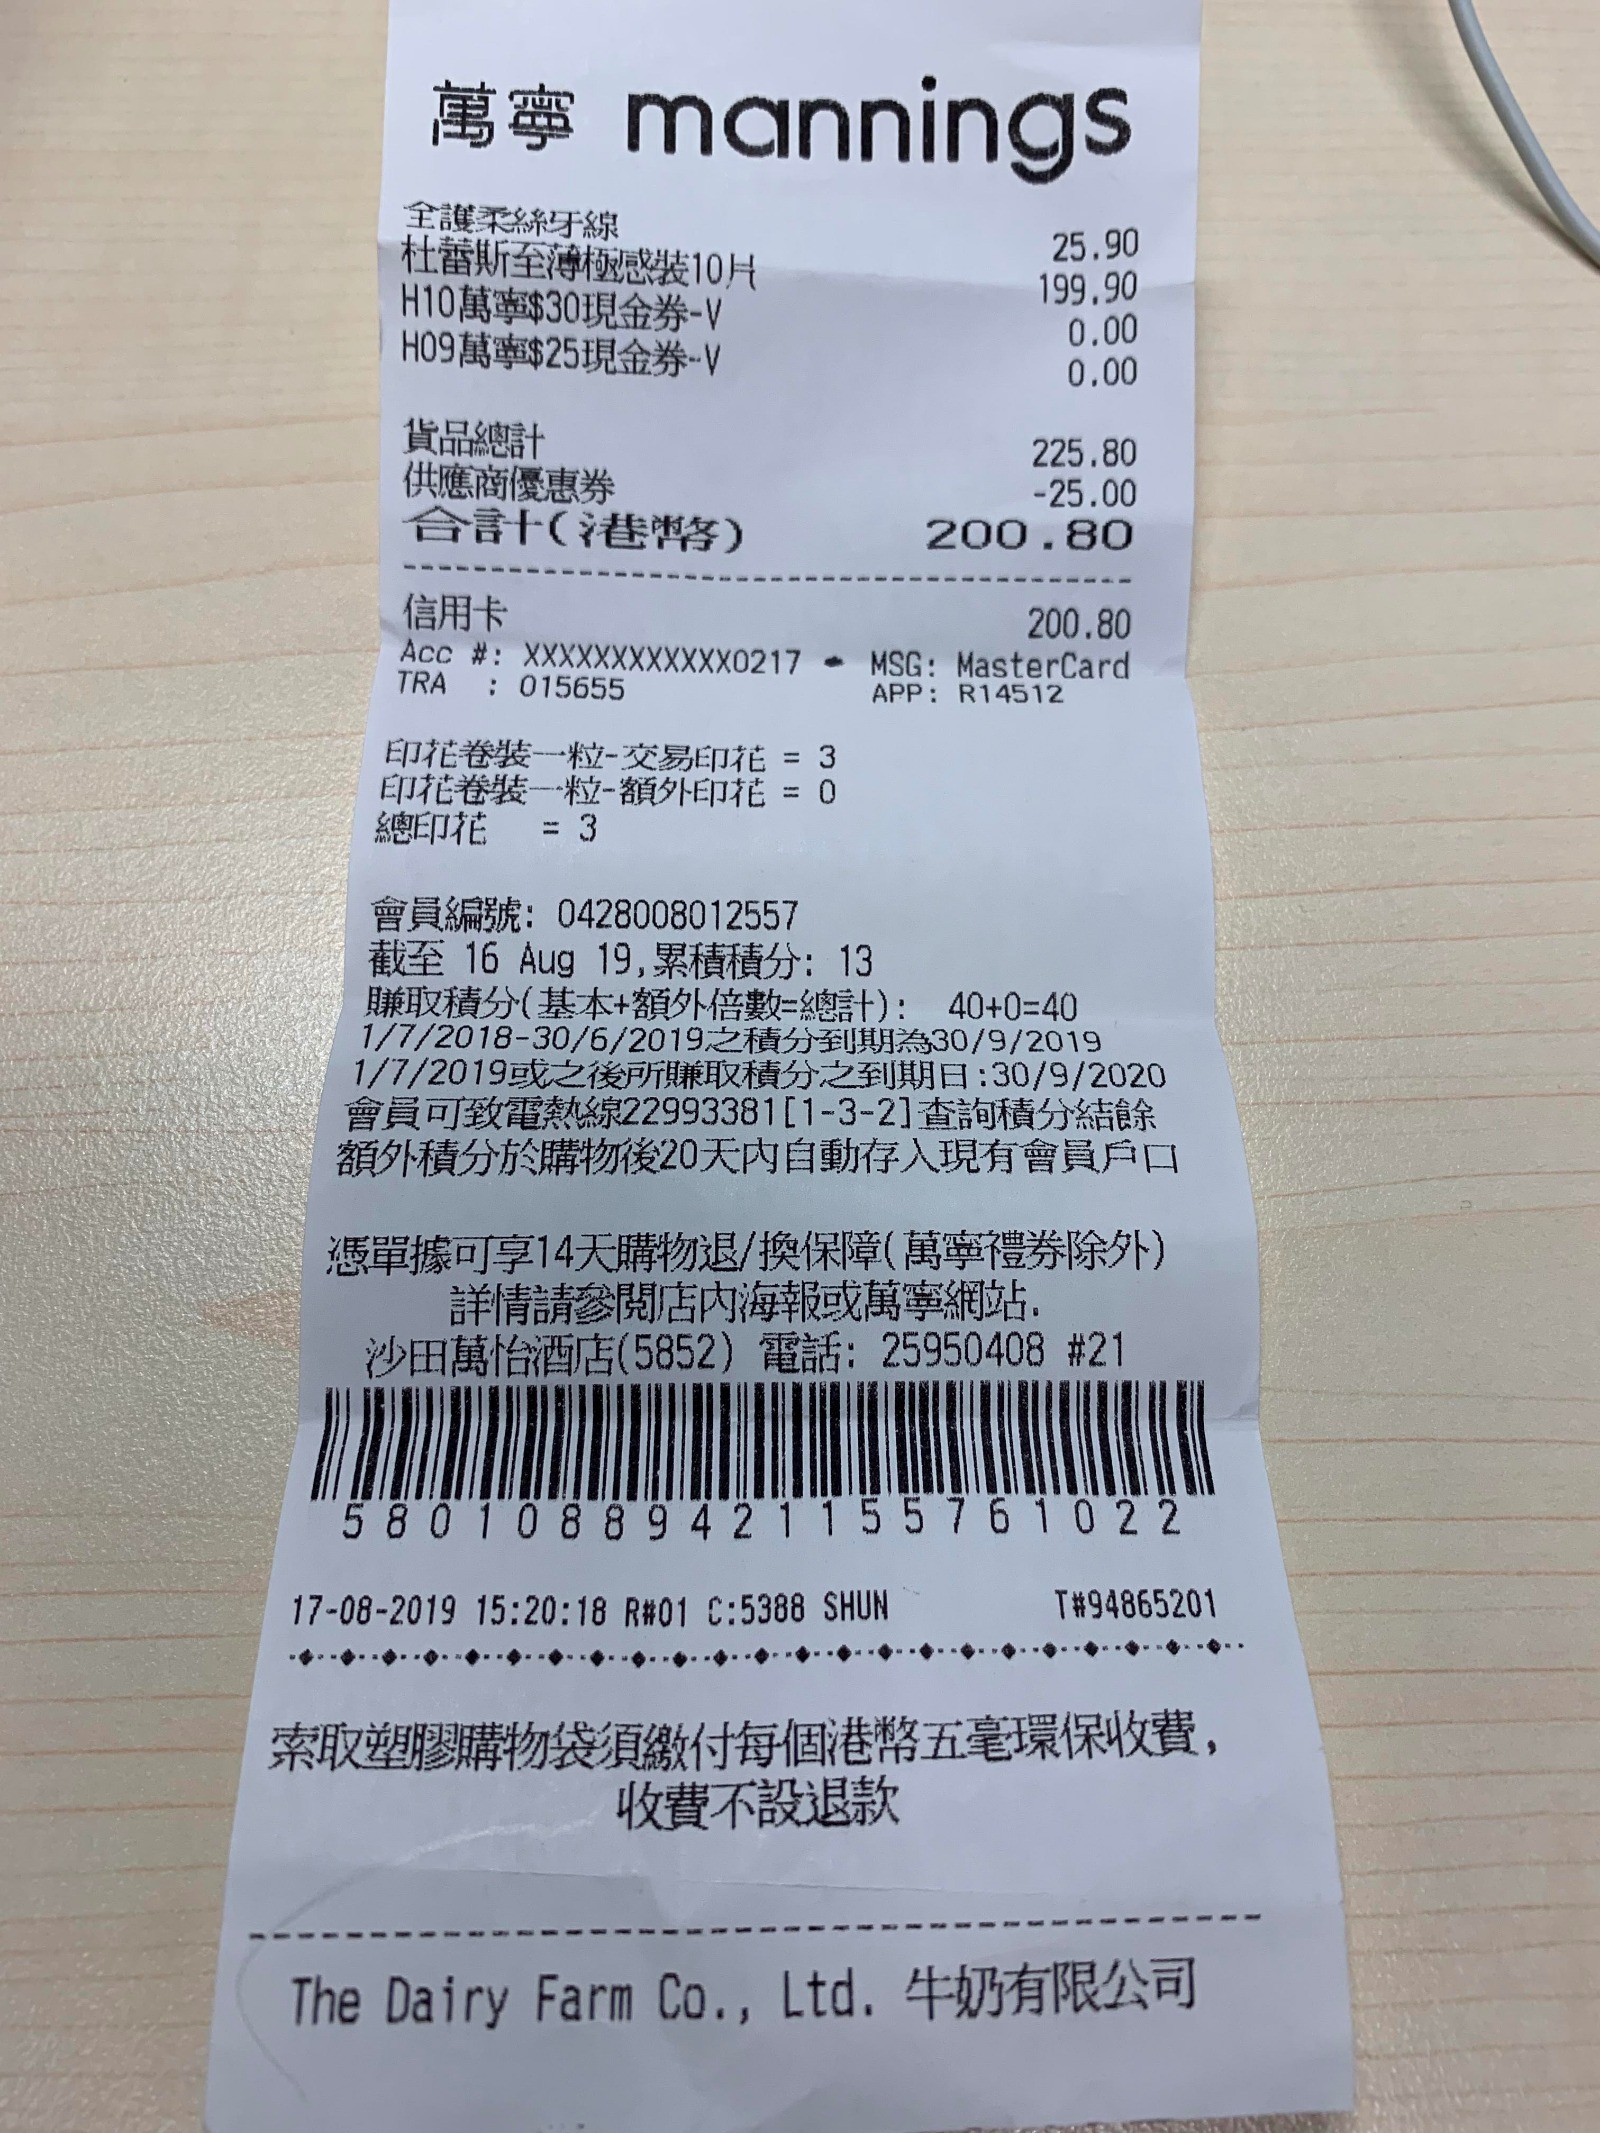 萬寧 mannings
全護柔絲牙線 25.90
杜蕾斯至薄極感裝10片 199.90
H10萬寧$30現金券-V 0.00
H09萬寧$25現金券-V 0.00
貨品總計 225.80
供應商優惠券 -25.00
合計(港幣) 200.80
信用卡 200.80
Acc #: XXXXXXXXXXXX0217 - MSG: MasterCard
TRA : 015655 APP: R14512
印花卷裝一粒-交易印花 = 3
印花卷裝一粒-額外印花 = 0
總印花 = 3
會員編號: 0428008012557
截至 16 Aug 19,累積積分: 13
賺取積分(基本+額外倍數=總計): 40+0=40
1/7/2018-30/6/2019之積分到期為30/9/2019
1/7/2019或之後所賺取積分之到期日:30/9/2020
會員可致電熱線22993381[1-3-2]查詢積分結餘
額外積分於購物後20天內自動存入現有會員戶口
憑單據可享14天購物退/換保障(萬寧禮券除外)
詳情請參閱店內海報或萬寧網站.
沙田萬怡酒店(5852) 電話: 25950408 #21
580108894211557610 22
17-08-2019 15:20:18 R#01 C:5388 SHUN T#94865201
索取塑膠購物袋須繳付每個港幣五毫環保收費,
收費不設退款
The Dairy Farm Co., Ltd. 牛奶有限公司